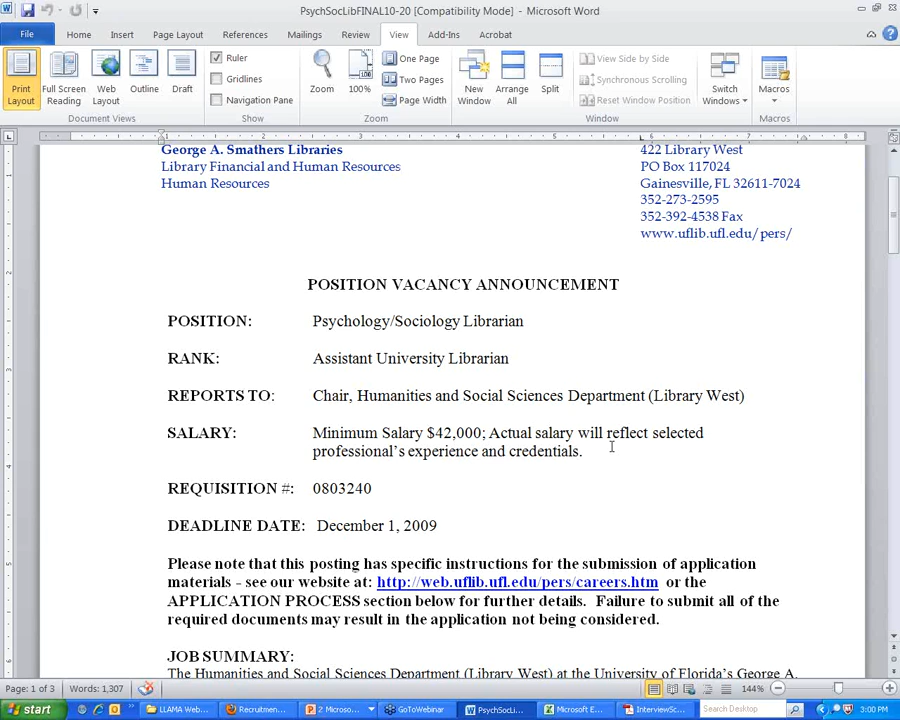 PsychSocLibFINAL10-20 [Compatibility Mode] - Microsoft Word
File Home Insert Page Layout References Mailings Review View Add-Ins Acrobat
Print Layout
Full Screen Reading
Web Layout
Outline
Draft
Document Views
Ruler
Gridlines
Navigation Pane
Show
Zoom
100%
One Page
Two Pages
Page Width
Zoom
New Window
Arrange All
Split
View Side by Side
Synchronous Scrolling
Reset Window Position
Window
Switch Windows
Macros
Macros
George A. Smathers Libraries 422 Library West
Library Financial and Human Resources PO Box 117024
Human Resources Gainesville, FL 32611-7024
352-273-2595
352-392-4538 Fax
www.uflib.ufl.edu/pers/
POSITION VACANCY ANNOUNCEMENT
POSITION: Psychology/Sociology Librarian
RANK: Assistant University Librarian
REPORTS TO: Chair, Humanities and Social Sciences Department (Library West)
SALARY: Minimum Salary $42,000; Actual salary will reflect selected
professional's experience and credentials.
REQUISITION #: 0803240
DEADLINE DATE: December 1, 2009
Please note that this posting has specific instructions for the submission of application
materials - see our website at: http://web.uflib.ufl.edu/pers/careers.htm or the
APPLICATION PROCESS section below for further details. Failure to submit all of the
required documents may result in the application not being considered.
JOB SUMMARY:
The Humanities and Social Sciences Department (Library West) at the University of Florida's George A.
Page: 1 of 3 Words: 1,307 144%
start LLAMA Web... Recruitmen... 2 Microso... GoToWebinar PsychSocLi... Microsoft E... InterviewSc... Search Desktop 3:00 PM